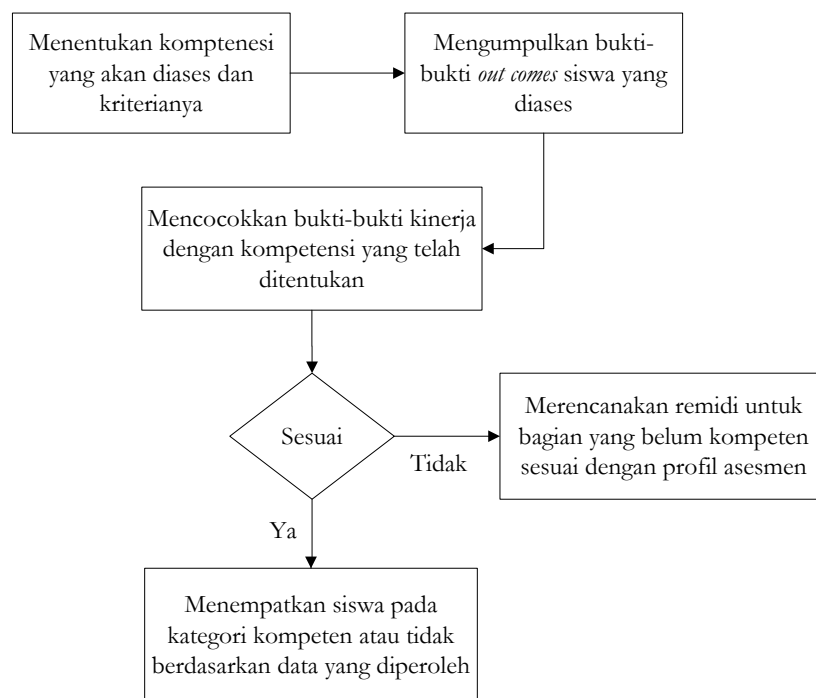 Menentukan komptenesi
yang akan diases dan
kriterianya
Mengumpulkan bukti-
bukti out comes siswa yang
diases
Mencocokkan bukti-bukti kinerja
dengan kompetensi yang telah
ditentukan
Sesuai
Tidak
Merencanakan remidi untuk
bagian yang belum kompeten
sesuai dengan profil asesmen
Ya
Menempatkan siswa pada
kategori kompeten atau tidak
berdasarkan data yang diperoleh